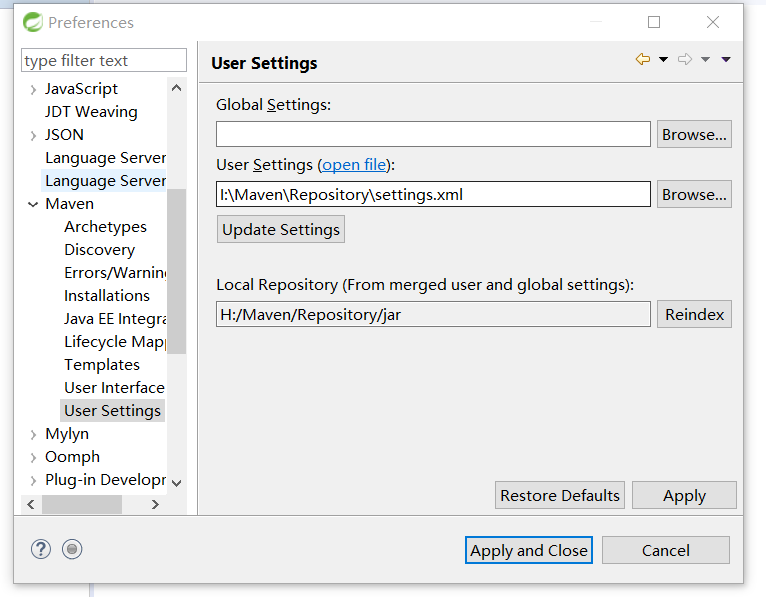 Preferences
type filter text
JavaScript
JDT Weaving
JSON
Language Server
Language Server
Maven
Archetypes
Discovery
Errors/Warnin
Installations
Java EE Integra
Lifecycle Map
Templates
User Interface
User Settings
Mylyn
Oomph
Plug-in Develop
User Settings
Global Settings:
Browse...
User Settings (open file):
I:\Maven\Repository\settings.xml
Browse...
Update Settings
Local Repository (From merged user and global settings):
H:/Maven/Repository/jar
Reindex
Restore Defaults
Apply
?
Apply and Close
Cancel